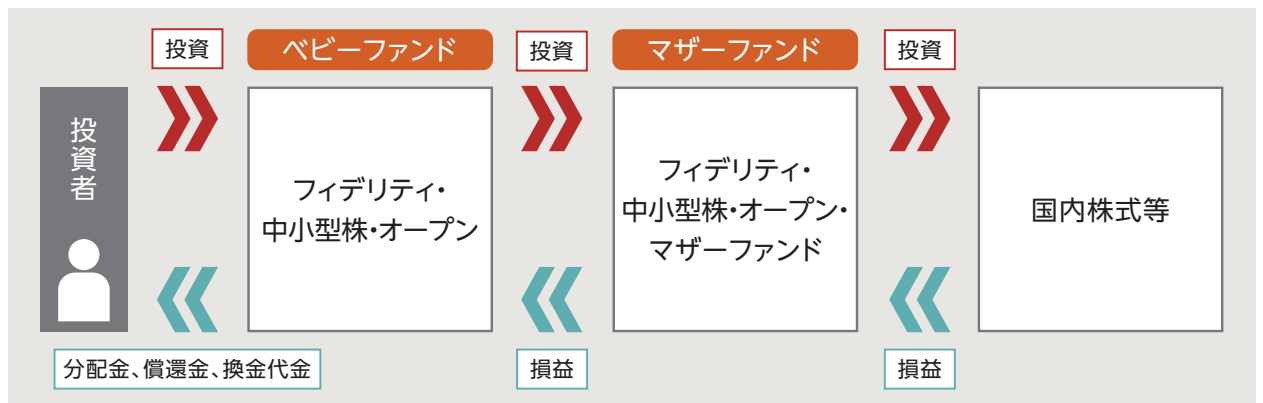 投資
ベビーファンド
投資
マザーファンド
投資
投資者
フィデリティ・
中小型株・オープン
フィデリティ・
中小型株・オープン・
マザーファンド
国内株式等
分配金、償還金、換金代金
損益
損益